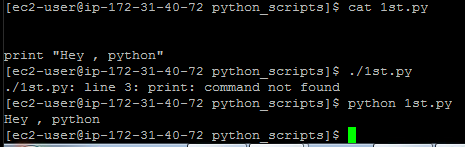 [ec2-user@ip-172-31-40-72 python_scripts]$ cat 1st.py
print "Hey , python"
[ec2-user@ip-172-31-40-72 python_scripts]$ ./1st.py
./1st.py: line 3: print: command not found
[ec2-user@ip-172-31-40-72 python_scripts]$ python 1st.py
Hey , python
[ec2-user@ip-172-31-40-72 python_scripts]$